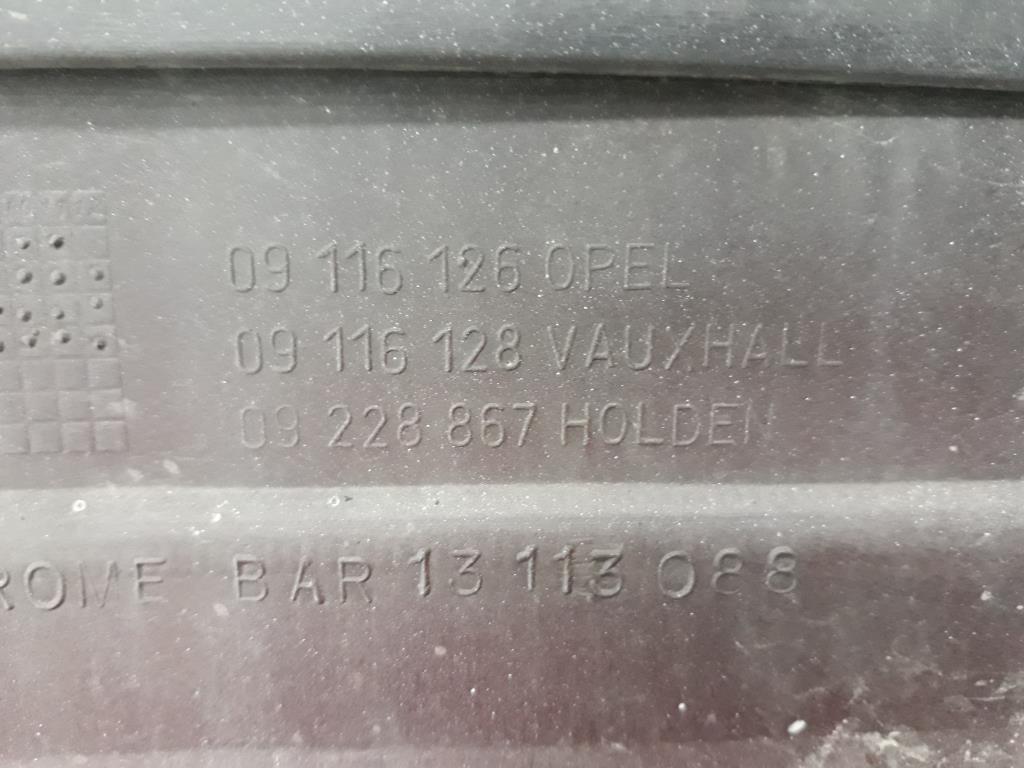 09 116 126 OPEL
09 116 128 VAUXHALL
09 228 867 HOLDEN
ROME BAR 13 113 088